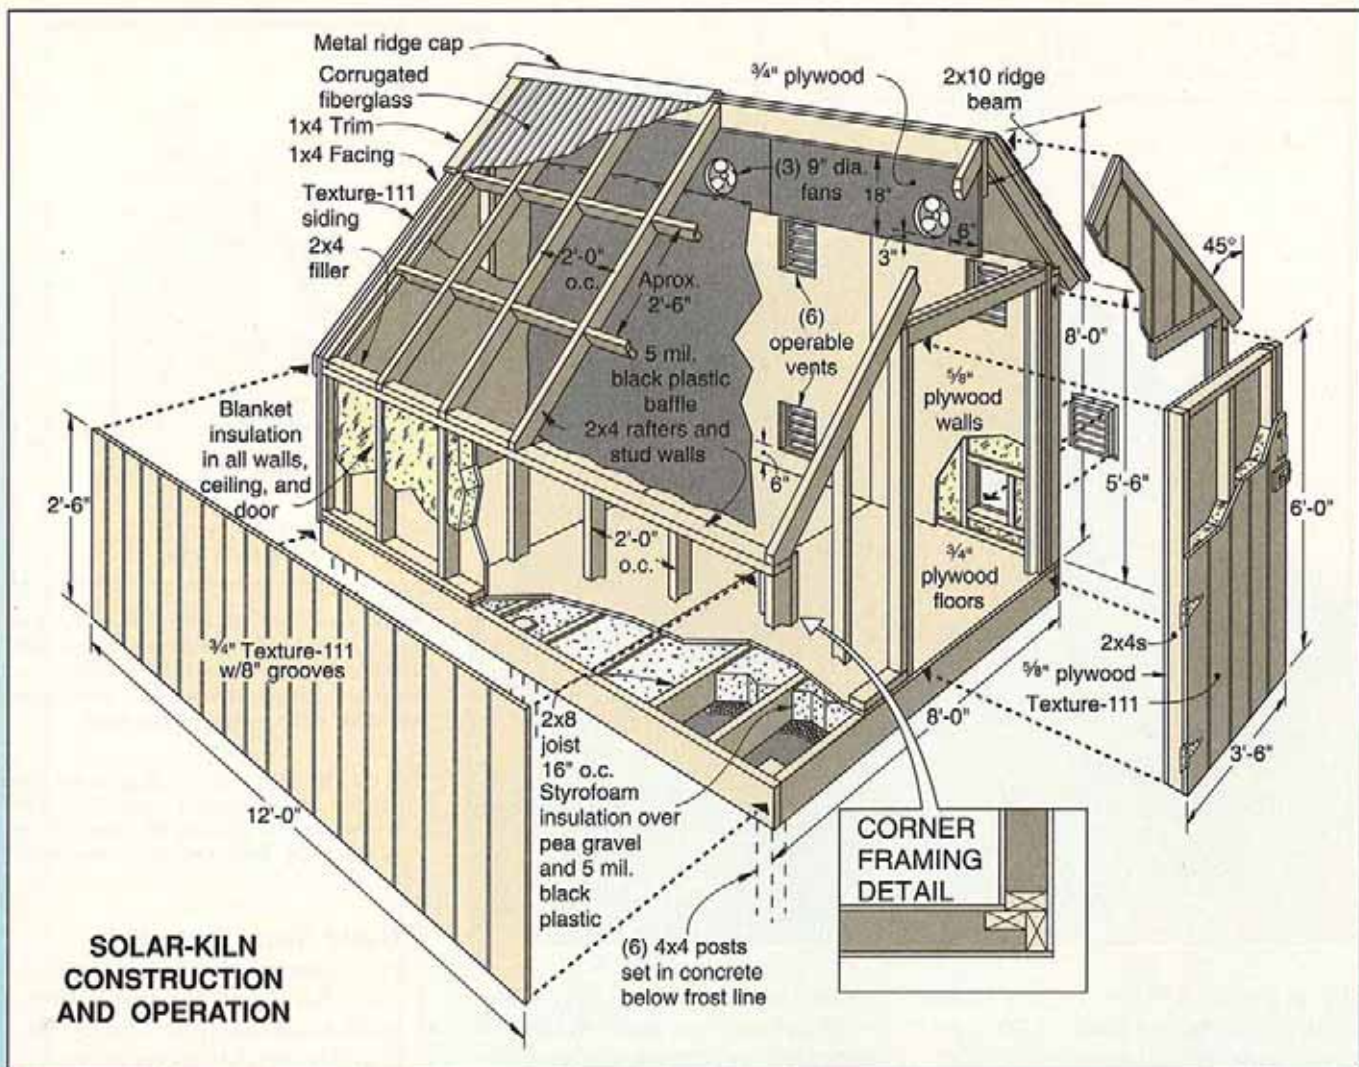 Metal ridge cap
Corrugated
fiberglass
1x4 Trim
1x4 Facing
Texture-111
siding
2x4
filler
¾" plywood
2x10 ridge
beam
(3) 9" dia.
fans
18"
6"
3"
45°
2'-0"
o.c.
Aprox.
2'-6"
(6)
operable
vents
8'-0"
5 mil.
black plastic
baffle
2x4 rafters and
stud walls
⅝"
plywood
walls
Blanket
insulation
in all walls,
ceiling, and
door
2'-6"
6"
5'-6"
6'-0"
2'-0"
o.c.
¾"
plywood
floors
2x4s
⅝" plywood
Texture-111
¾" Texture-111
w/8" grooves
8'-0"
3'-6"
2x8
joist
16" o.c.
Styrofoam
insulation over
pea gravel
and 5 mil.
black
plastic
12'-0"
CORNER
FRAMING
DETAIL
(6) 4x4 posts
set in concrete
below frost line
SOLAR-KILN
CONSTRUCTION
AND OPERATION